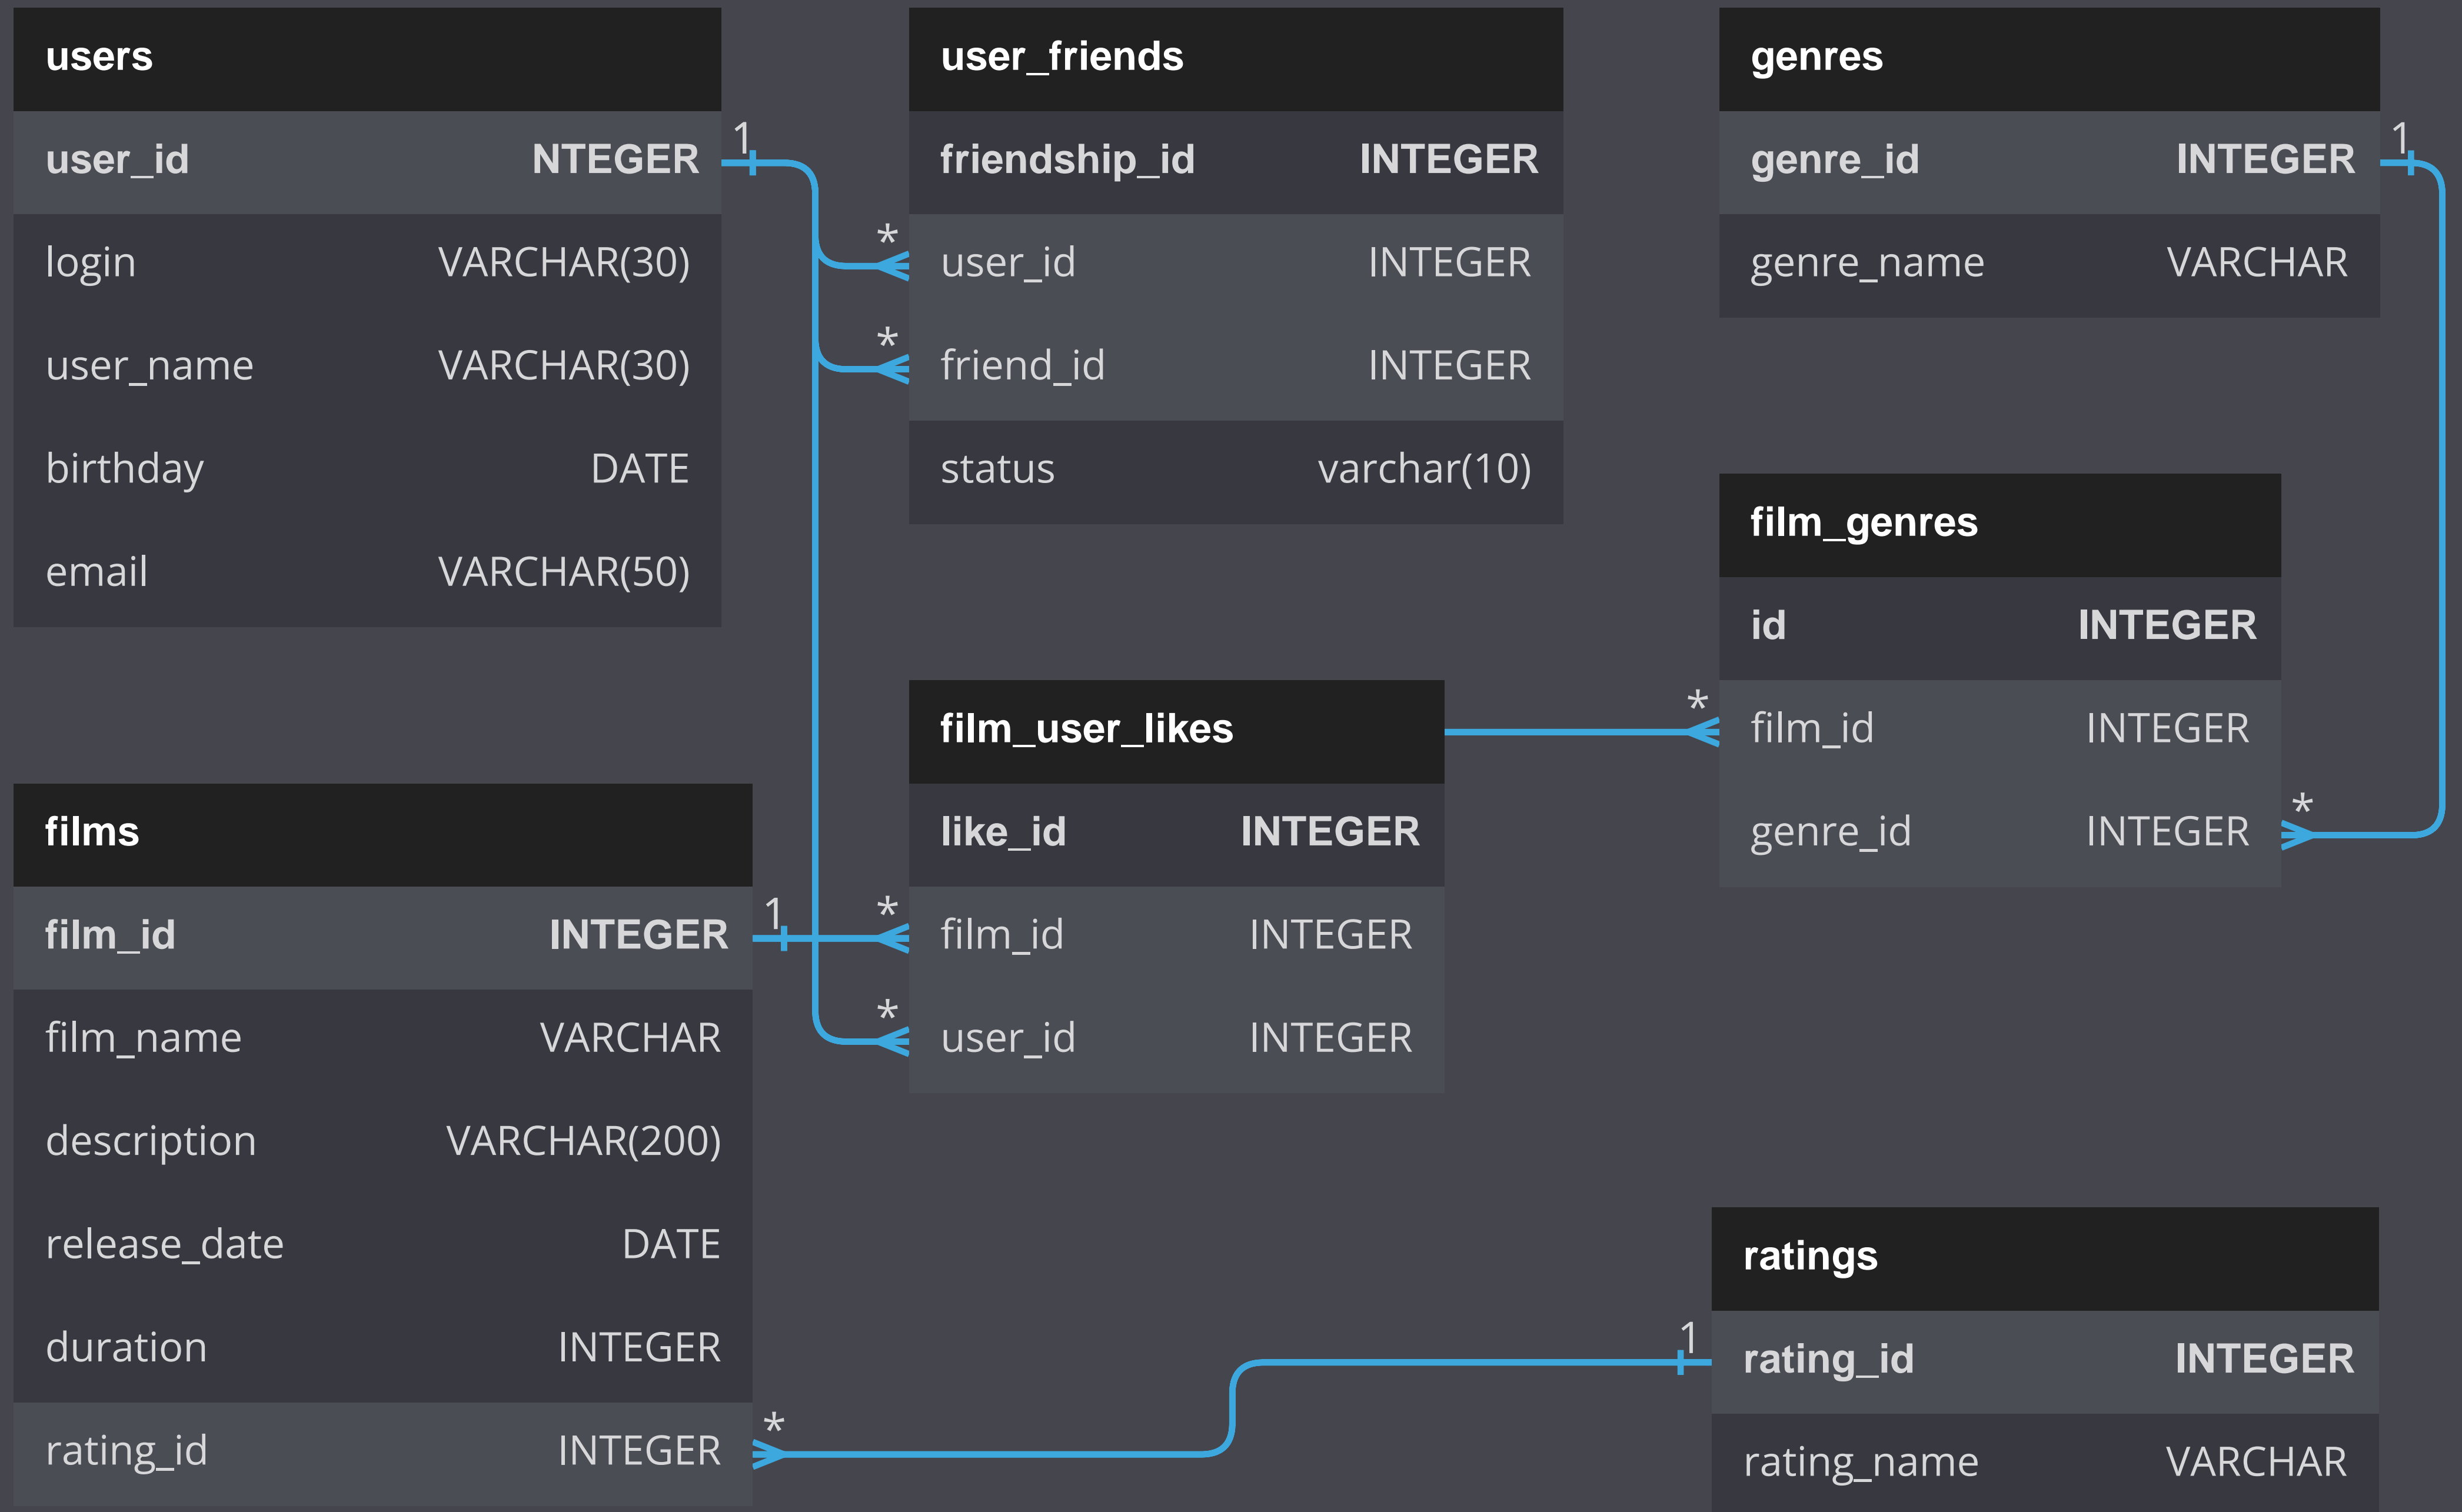 users
user_id NTEGER
login VARCHAR(30)
user_name VARCHAR(30)
birthday DATE
email VARCHAR(50)
1
user_friends
friendship_id INTEGER
* user_id INTEGER
* friend_id INTEGER
status varchar(10)
genres
genre_id INTEGER
1
genre_name VARCHAR
film_genres
id INTEGER
* film_id INTEGER
genre_id INTEGER
*
film_user_likes
like_id INTEGER
* film_id INTEGER
* user_id INTEGER
films
film_id INTEGER
1
film_name VARCHAR
description VARCHAR(200)
release_date DATE
duration INTEGER
rating_id INTEGER
*
ratings
1
rating_id INTEGER
rating_name VARCHAR